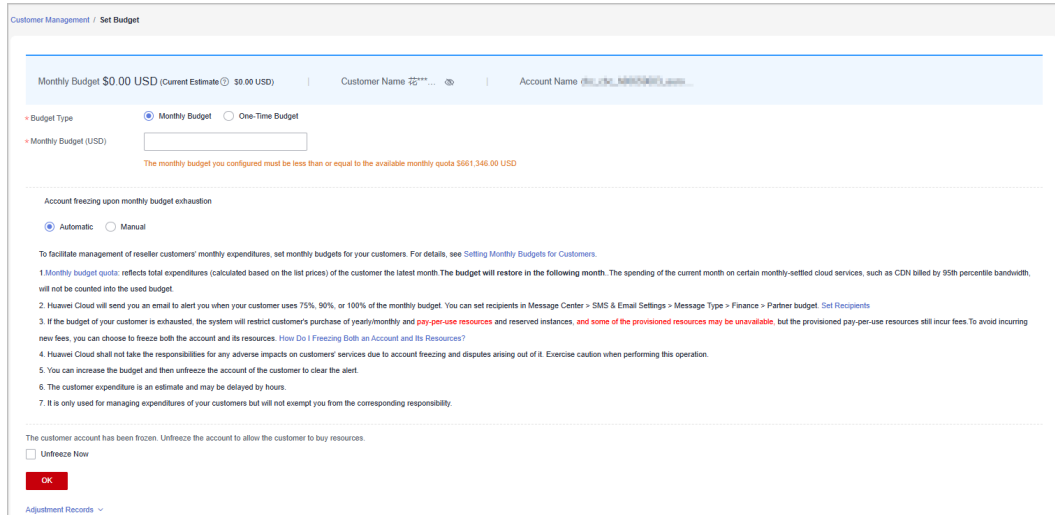 Customer Management / Set Budget
Monthly Budget $0.00 USD (Current Estimate ? $0.00 USD) | Customer Name 花***... | Account Name
* Budget Type Monthly Budget One-Time Budget
* Monthly Budget (USD)
The monthly budget you configured must be less than or equal to the available monthly quota $661,346.00 USD
Account freezing upon monthly budget exhaustion
Automatic Manual
To facilitate management of reseller customers' monthly expenditures, set monthly budgets for your customers. For details, see Setting Monthly Budgets for Customers.
1.Monthly budget quota: reflects total expenditures (calculated based on the list prices) of the customer the latest month.The budget will restore in the following month. The spending of the current month on certain monthly-settled cloud services, such as CDN billed by 95th percentile bandwidth,
will not be counted into the used budget.
2. Huawei Cloud will send you an email to alert you when your customer uses 75%, 90%, or 100% of the monthly budget. You can set recipients in Message Center > SMS & Email Settings > Message Type > Finance > Partner budget. Set Recipients
3. If the budget of your customer is exhausted, the system will restrict customer's purchase of yearly/monthly and pay-per-use resources and reserved instances, and some of the provisioned resources may be unavailable, but the provisioned pay-per-use resources still incur fees.To avoid incurring
new fees, you can choose to freeze both the account and its resources. How Do I Freezing Both an Account and Its Resources?
4. Huawei Cloud shall not take the responsibilities for any adverse impacts on customers' services due to account freezing and disputes arising out of it. Exercise caution when performing this operation.
5. You can increase the budget and then unfreeze the account of the customer to clear the alert.
6. The customer expenditure is an estimate and may be delayed by hours.
7. It is only used for managing expenditures of your customers but will not exempt you from the corresponding responsibility.
The customer account has been frozen. Unfreeze the account to allow the customer to buy resources.
Unfreeze Now
OK
Adjustment Records